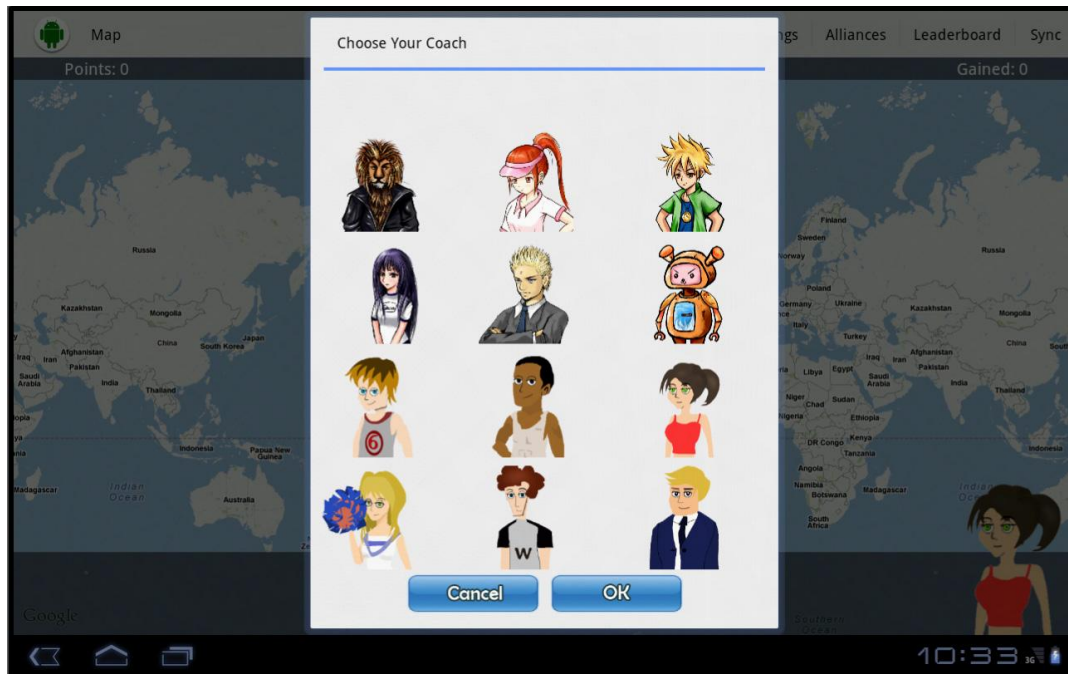 Map
Choose Your Coach
ngs
Alliances
Leaderboard
Sync
Points: 0
Gained: 0
Russia
Kazakhstan
Mongolia
China
South Korea
Japan
Iraq
Iran
Afghanistan
Pakistan
Saudi
Arabia
India
Thailand
Indonesia
Papua New
Guinea
Madagascar
Indian
Ocean
Australia
Finland
Sweden
Norway
Russia
Poland
Germany
Ukraine
Kazakhstan
Mongolia
Italy
Turkey
China
Iraq
Iran
Afghanistan
Pakistan
Libya
Egypt
Saudi
Arabia
India
Thailand
Niger
Chad
Sudan
Nigeria
Ethiopia
DR Congo
Kenya
Tanzania
Indonesia
Angola
Namibia
Botswana
Madagascar
Indian
South
Africa
6
W
Cancel
OK
Google
Southern
Ocean
10:33
3G